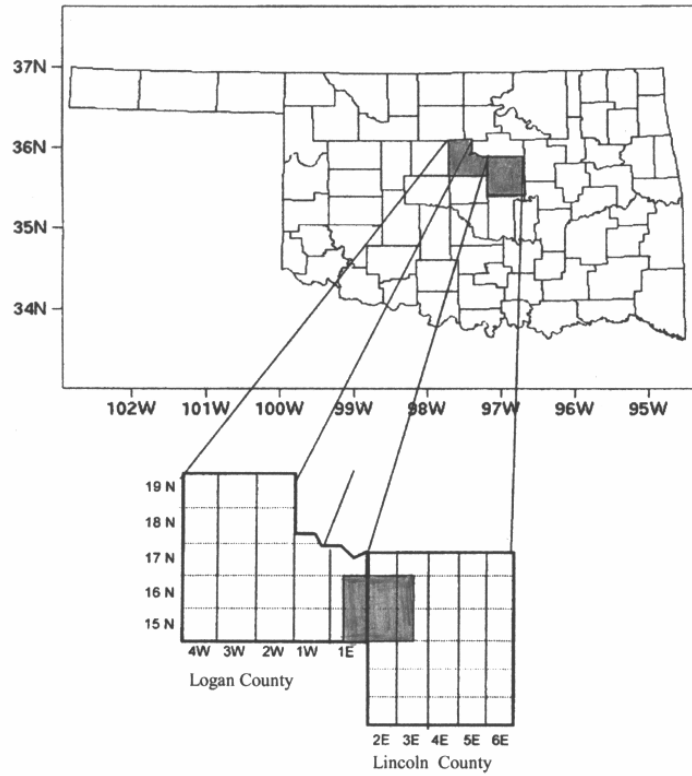 37N
36N
35N
34N
102W 101W 100W 99W 98W 97W 96W 95W
19 N
18 N
17 N
16 N
15 N
4W 3W 2W 1W 1E
Logan County
2E 3E 4E 5E 6E
Lincoln County